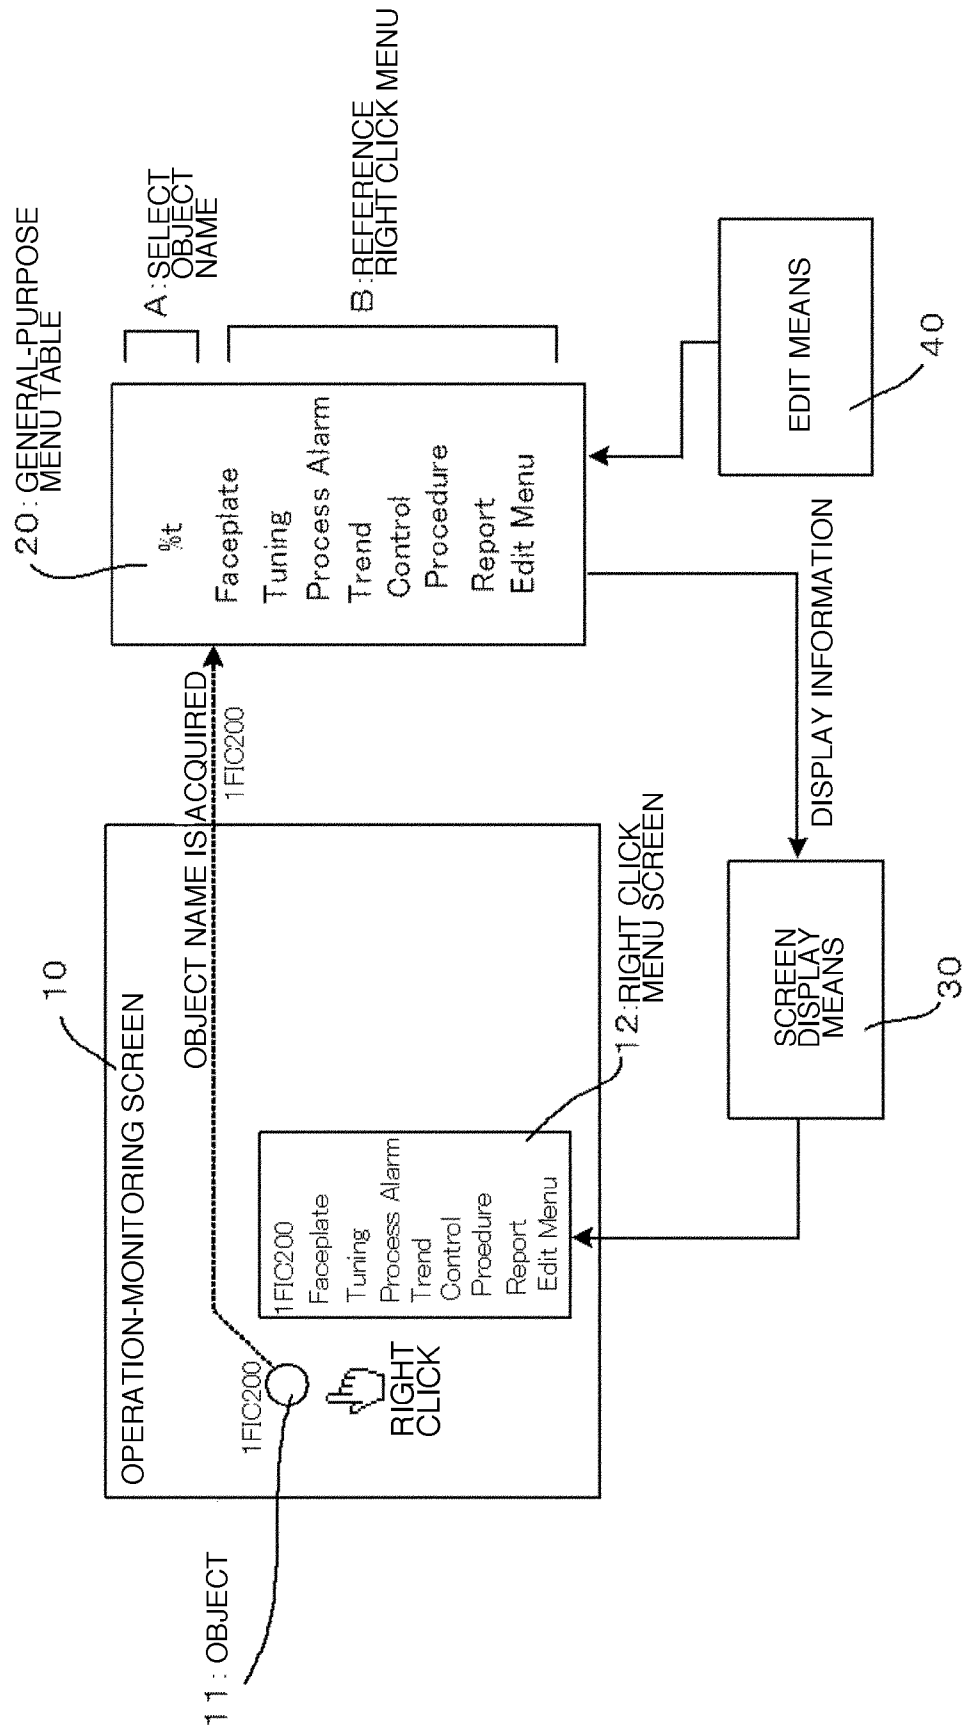 20: GENERAL-PURPOSE
MENU TABLE
A: SELECT
OBJECT
NAME
B: REFERENCE
RIGHT CLICK MENU
%t
Faceplate
Tuning
Process Alarm
Trend
Control
Procedure
Report
Edit Menu
EDIT MEANS
40
OBJECT NAME IS ACQUIRED
1FIC200
DISPLAY INFORMATION
10
OPERATION-MONITORING SCREEN
12: RIGHT CLICK
MENU SCREEN
1FIC200
Faceplate
Tuning
Process Alarm
Trend
Control
Proedure
Report
Edit Menu
SCREEN
DISPLAY
MEANS
30
1FIC200
RIGHT
CLICK
11: OBJECT